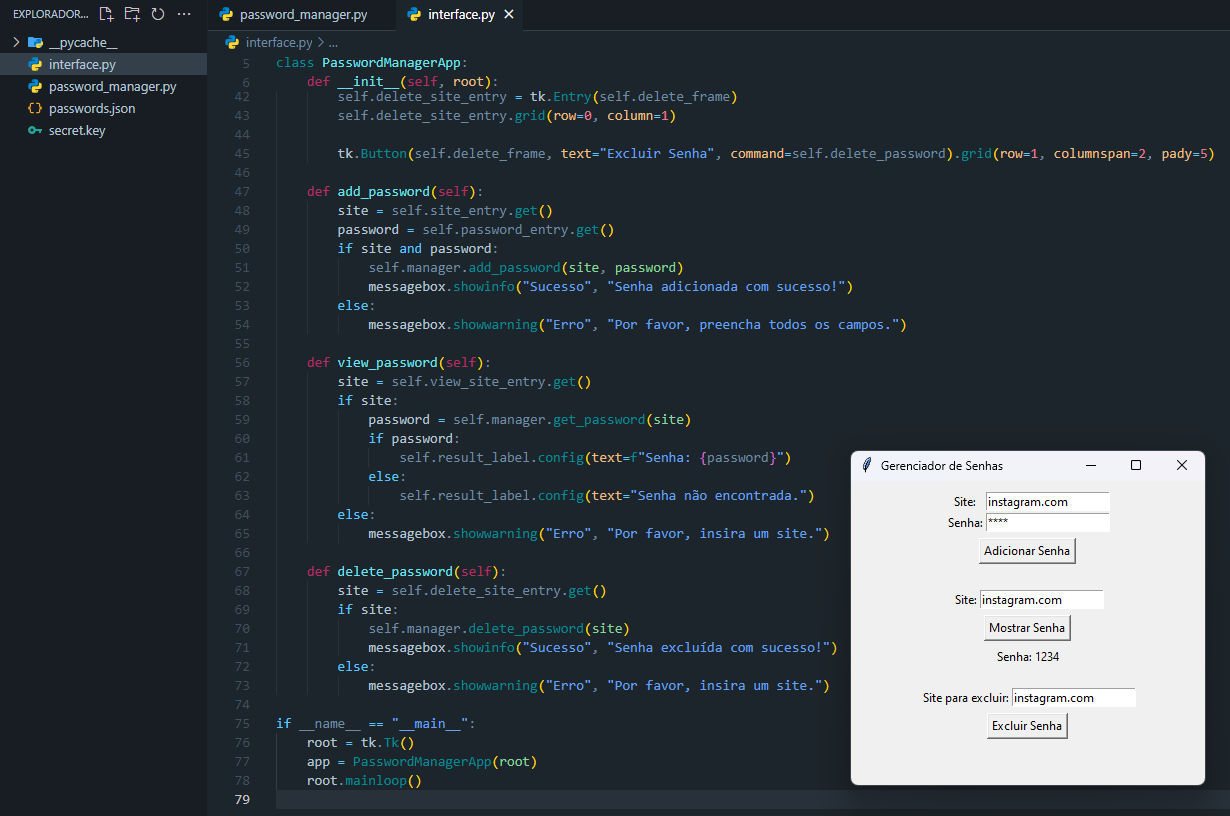 EXPLORADOR...
__pycache__
interface.py
password_manager.py
passwords.json
secret.key
password_manager.py
interface.py
interface.py > ...
5 class PasswordManagerApp:
6 def __init__(self, root):
42 self.delete_site_entry = tk.Entry(self.delete_frame)
43 self.delete_site_entry.grid(row=0, column=1)
44
45 tk.Button(self.delete_frame, text="Excluir Senha", command=self.delete_password).grid(row=1, columnspan=2, pady=5)
46
47 def add_password(self):
48 site = self.site_entry.get()
49 password = self.password_entry.get()
50 if site and password:
51 self.manager.add_password(site, password)
52 messagebox.showinfo("Sucesso", "Senha adicionada com sucesso!")
53 else:
54 messagebox.showwarning("Erro", "Por favor, preencha todos os campos.")
55
56 def view_password(self):
57 site = self.view_site_entry.get()
58 if site:
59 password = self.manager.get_password(site)
60 if password:
61 self.result_label.config(text=f"Senha: {password}")
62 else:
63 self.result_label.config(text="Senha não encontrada.")
64 else:
65 messagebox.showwarning("Erro", "Por favor, insira um site.")
66
67 def delete_password(self):
68 site = self.delete_site_entry.get()
69 if site:
70 self.manager.delete_password(site)
71 messagebox.showinfo("Sucesso", "Senha excluída com sucesso!")
72 else:
73 messagebox.showwarning("Erro", "Por favor, insira um site.")
74
75 if __name__ == "__main__":
76 root = tk.Tk()
77 app = PasswordManagerApp(root)
78 root.mainloop()
79
Gerenciador de Senhas
Site: instagram.com
Senha: ****
Adicionar Senha
Site: instagram.com
Mostrar Senha
Senha: 1234
Site para excluir: instagram.com
Excluir Senha